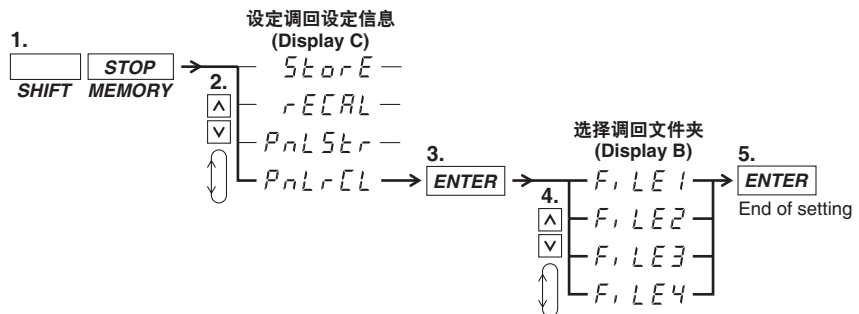 设定调回设定信息
(Display C)
1.
STOP
SHIFT MEMORY
2.
StorE
rECAL
PnLStr
PnLrCL
3.
ENTER
选择调回文件夹
(Display B)
4.
FiLE1
FiLE2
FiLE3
FiLE4
5.
ENTER
End of setting